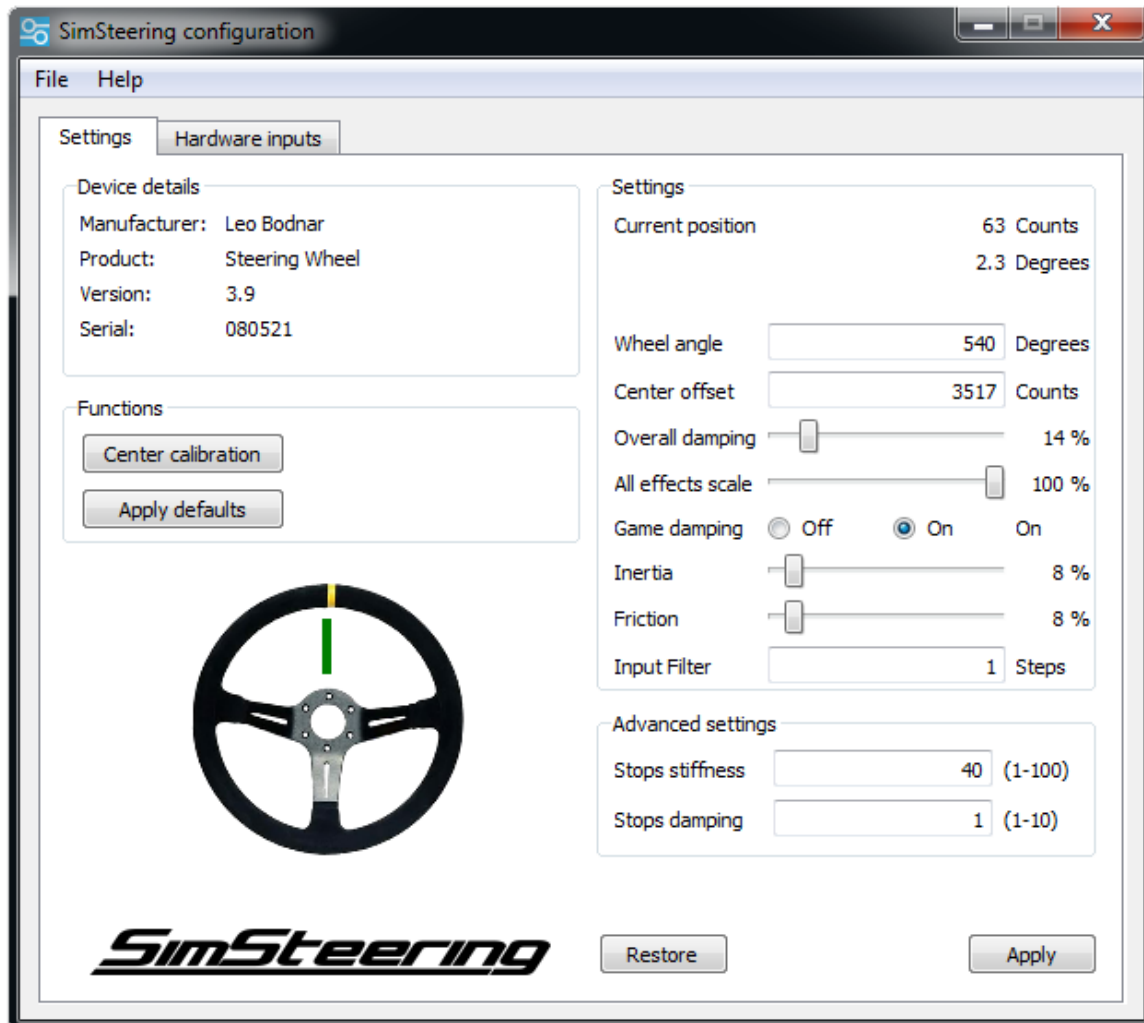 SimSteering configuration
File Help
Settings Hardware inputs
Device details
Manufacturer: Leo Bodnar
Product: Steering Wheel
Version: 3.9
Serial: 080521
Functions
Center calibration
Apply defaults
SimSteering
Settings
Current position 63 Counts
2.3 Degrees
Wheel angle 540 Degrees
Center offset 3517 Counts
Overall damping 14 %
All effects scale 100 %
Game damping Off On On
Inertia 8 %
Friction 8 %
Input Filter 1 Steps
Advanced settings
Stops stiffness 40 (1-100)
Stops damping 1 (1-10)
Restore Apply